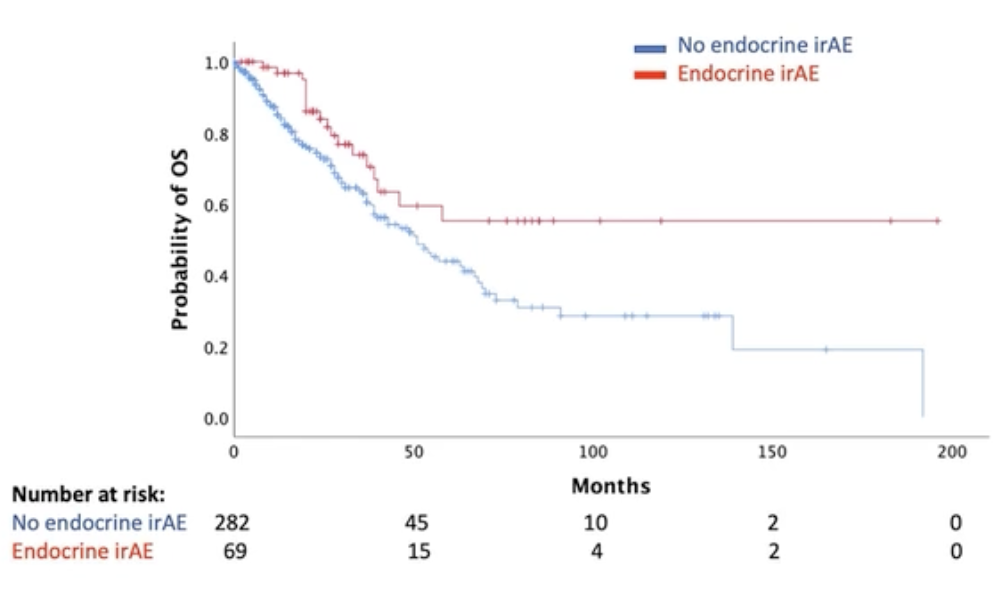 No endocrine irAE
Endocrine irAE
1.0
0.8
0.6
0.4
0.2
0.0
Probability of OS
0 50 100 150 200
Months
Number at risk:
No endocrine irAE 282 45 10 2 0
Endocrine irAE 69 15 4 2 0